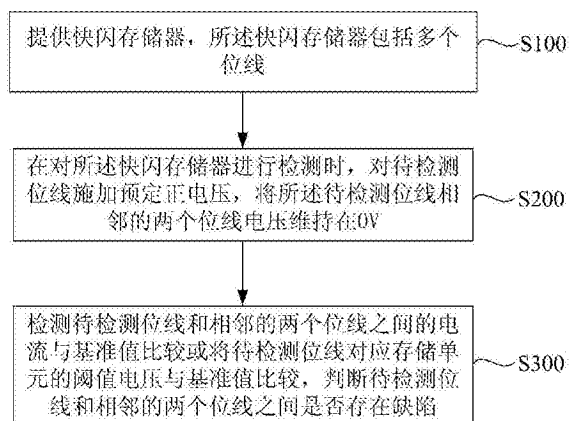 提供快闪存储器，所述快闪存储器包括多个
位线
S100
在对所述快闪存储器进行检测时，对待检测
位线施加预定正电压，将所述待检测位线相
邻的两个位线电压维持在0V
S200
检测待检测位线和相邻的两个位线之间的电
流与基准值比较或将待检测位线对应存储单
元的阈值电压与基准值比较，判断待检测位
线和相邻的两个位线之间是否存在缺陷
S300